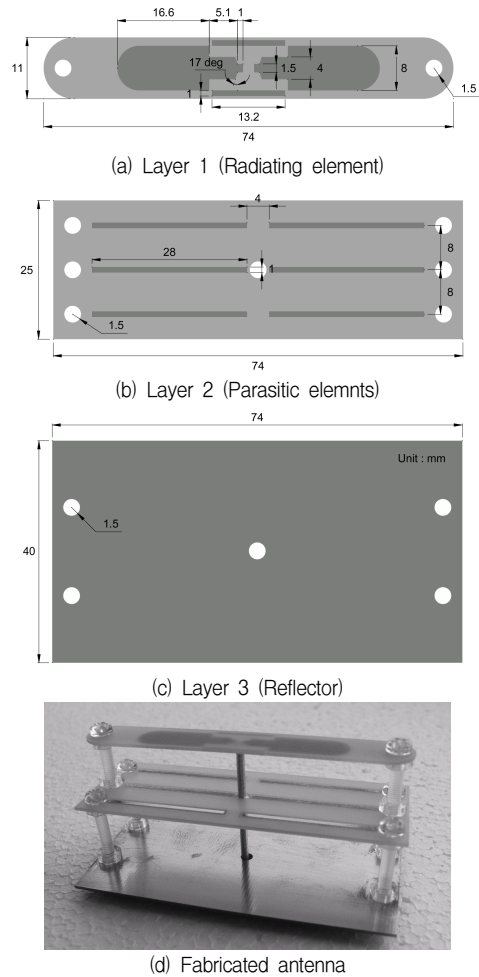 16.6 5.1 1
11
17 deg
1.5 4 8
1
1.5
13.2
74
(a) Layer 1 (Radiating element)
4
25
28
1
8
8
1.5
74
(b) Layer 2 (Parasitic elemnts)
74
Unit : mm
1.5
40
(c) Layer 3 (Reflector)
(d) Fabricated antenna